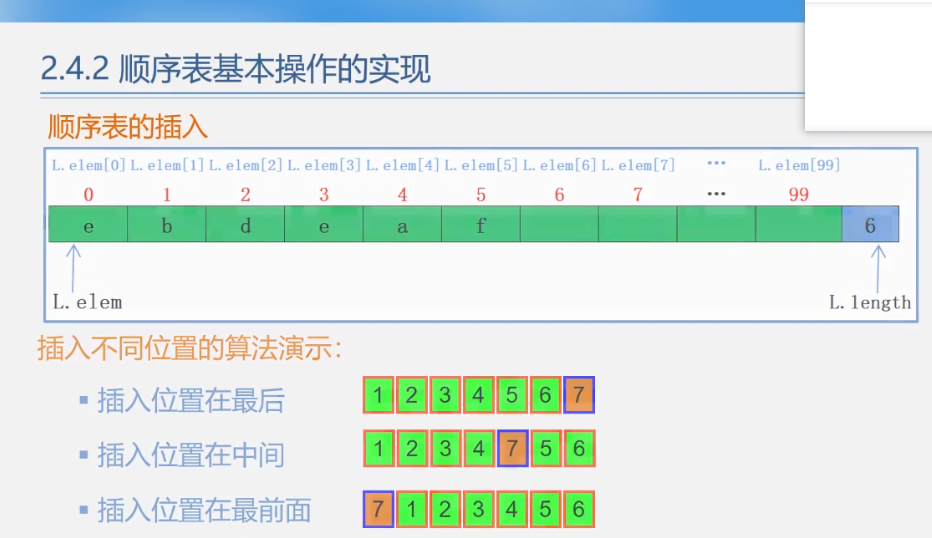 2.4.2 顺序表基本操作的实现
顺序表的插入
L.elem[0] L.elem[1] L.elem[2] L.elem[3] L.elem[4] L.elem[5] L.elem[6] L.elem[7] ... L.elem[99]
0 1 2 3 4 5 6 7 ... 99
e b d e a f 6
L.elem L.length
插入不同位置的算法演示：
▪ 插入位置在最后 1 2 3 4 5 6 7
▪ 插入位置在中间 1 2 3 4 7 5 6
▪ 插入位置在最前面 7 1 2 3 4 5 6